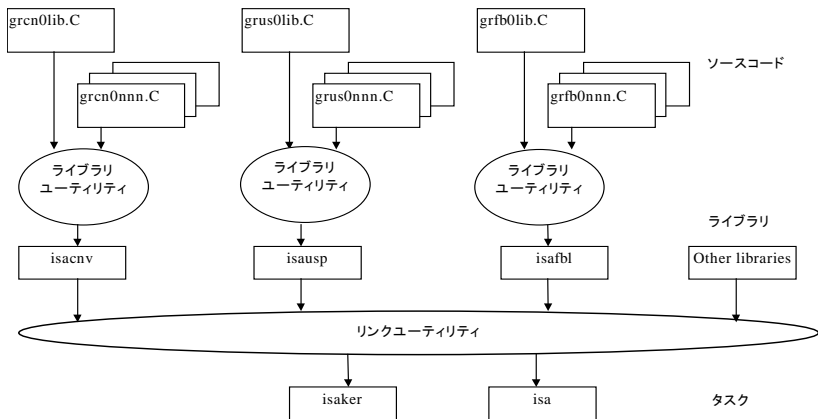 grcn0lib.C
grus0lib.C
grfb0lib.C
ソースコード
grcn0nnn.C
grus0nnn.C
grfb0nnn.C
ライブラリ
ユーティリティ
ライブラリ
ユーティリティ
ライブラリ
ユーティリティ
ライブラリ
isacnv
isausp
isafbl
Other libraries
リンクユーティリティ
isaker
isa
タスク